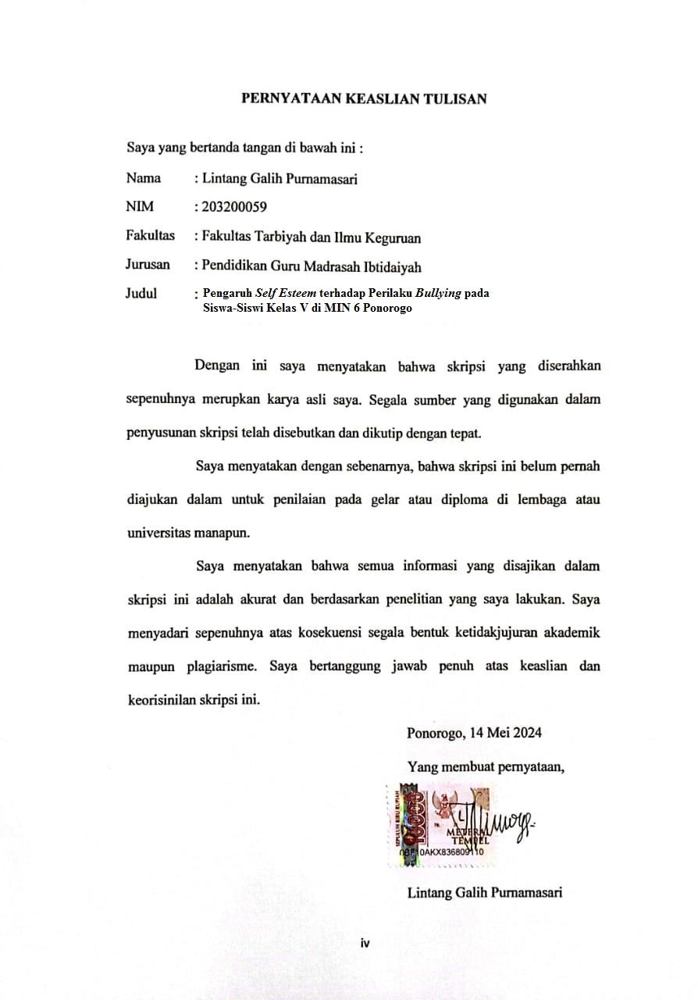 PERNYATAAN KEASLIAN TULISAN
Saya yang bertanda tangan di bawah ini :
Nama : Lintang Galih Purnamasari
NIM : 203200059
Fakultas : Fakultas Tarbiyah dan Ilmu Keguruan
Jurusan : Pendidikan Guru Madrasah Ibtidaiyah
Judul : Pengaruh Self Esteem terhadap Perilaku Bullying pada
Siswa-Siswi Kelas V di MIN 6 Ponorogo
Dengan ini saya menyatakan bahwa skripsi yang diserahkan
sepenuhnya merupkan karya asli saya. Segala sumber yang digunakan dalam
penyusunan skripsi telah disebutkan dan dikutip dengan tepat.
Saya menyatakan dengan sebenarnya, bahwa skripsi ini belum pernah
diajukan dalam untuk penilaian pada gelar atau diploma di lembaga atau
universitas manapun.
Saya menyatakan bahwa semua informasi yang disajikan dalam
skripsi ini adalah akurat dan berdasarkan penelitian yang saya lakukan. Saya
menyadari sepenuhnya atas kosekuensi segala bentuk ketidakjujuran akademik
maupun plagiarisme. Saya bertanggung jawab penuh atas keaslian dan
keorisinilan skripsi ini.
Ponorogo, 14 Mei 2024
Yang membuat pernyataan,
SEPULUH RIBU RUPIAH
10000
TEMPEL
Lintang Galih Purnamasari
iv